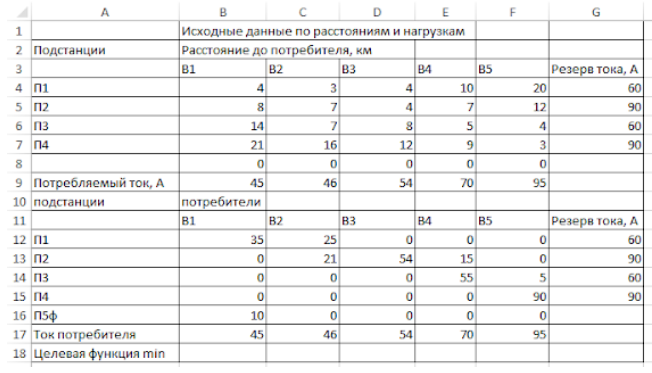 A B C D E F G
1 Исходные данные по расстояниям и нагрузкам
2 Подстанции Расстояние до потребителя, км
3 В1 В2 В3 В4 В5 Резерв тока, А
4 П1 4 3 4 10 20 60
5 П2 8 7 4 7 12 90
6 П3 14 7 8 5 4 60
7 П4 21 16 12 9 3 90
8 0 0 0 0 0
9 Потребляемый ток, А 45 46 54 70 95
10 подстанции потребители
11 В1 В2 В3 В4 В5 Резерв тока, А
12 П1 35 25 0 0 0 60
13 П2 0 21 54 15 0 90
14 П3 0 0 0 55 5 60
15 П4 0 0 0 0 90 90
16 П5ф 10 0 0 0 0
17 Ток потребителя 45 46 54 70 95
18 Целевая функция min